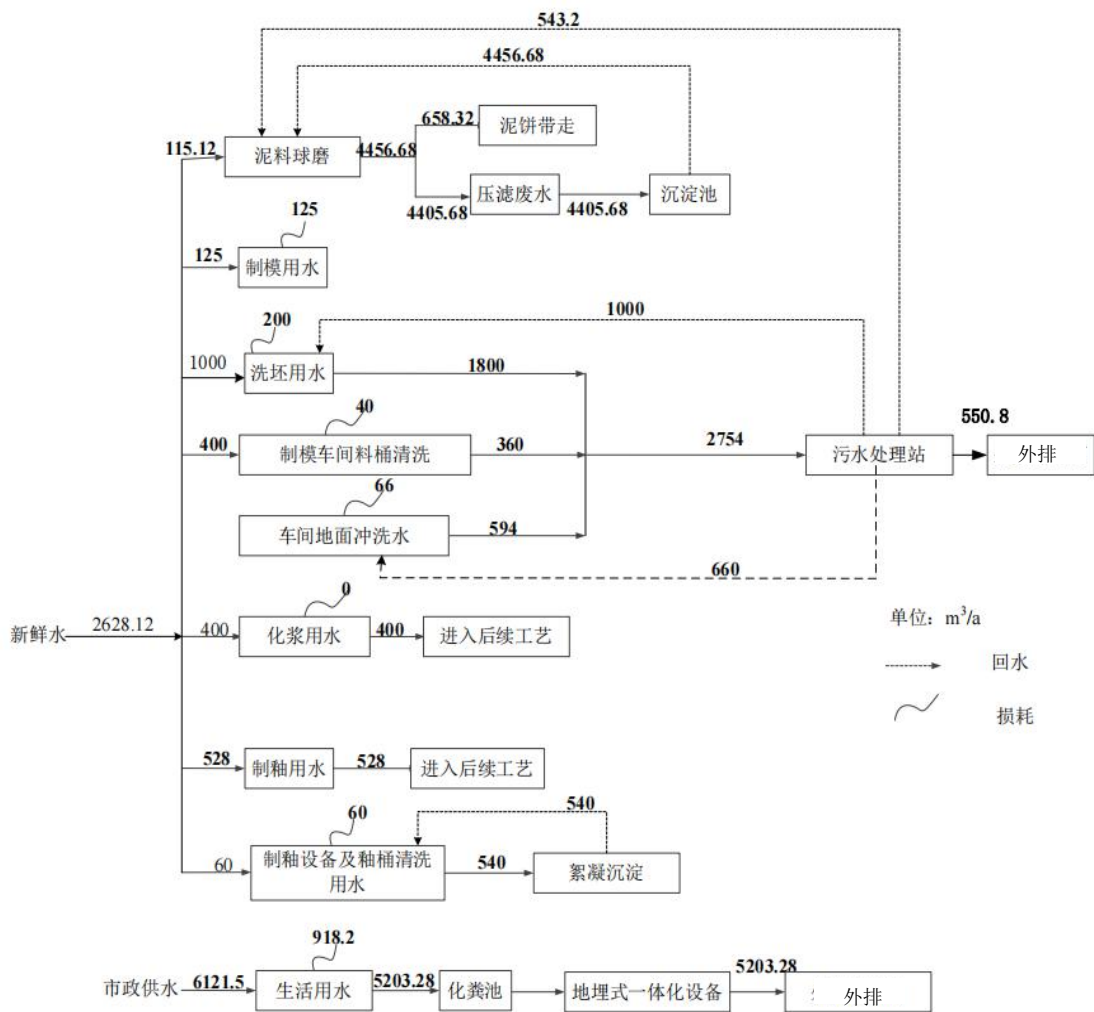 543.2
4456.68
658.32
泥饼带走
115.12
泥料球磨
4456.68
压滤废水
沉淀池
4405.68
4405.68
125
125
制模用水
1000
200
1000
洗坯用水
1800
40
550.8
400
制模车间料桶清洗
360
2754
污水处理站
外排
66
车间地面冲洗水
594
660
0
新鲜水
2628.12
400
化浆用水
400
进入后续工艺
单位：m³/a
回水
损耗
528
制釉用水
528
进入后续工艺
60
540
60
制釉设备及釉桶清洗
用水
540
絮凝沉淀
918.2
市政供水
6121.5
生活用水
5203.28
化粪池
地埋式一体化设备
5203.28
外排